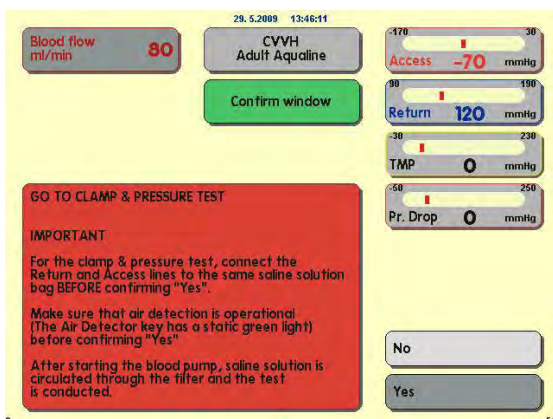 29. 5.2009 13:46:11
Blood flow
ml/min 80
CVVH
Adult Aqualine
Confirm window
-170 30
Access -70 mmHg
90 190
Return 120 mmHg
-30 230
TMP 0 mmHg
-50 250
Pr. Drop 0 mmHg
GO TO CLAMP & PRESSURE TEST
IMPORTANT
For the clamp & pressure test, connect the
Return and Access lines to the same saline solution
bag BEFORE confirming "Yes".
Make sure that air detection is operational
(The Air Detector key has a static green light)
before confirming "Yes"
After starting the blood pump, saline solution is
circulated through the filter and the test
is conducted.
No
Yes